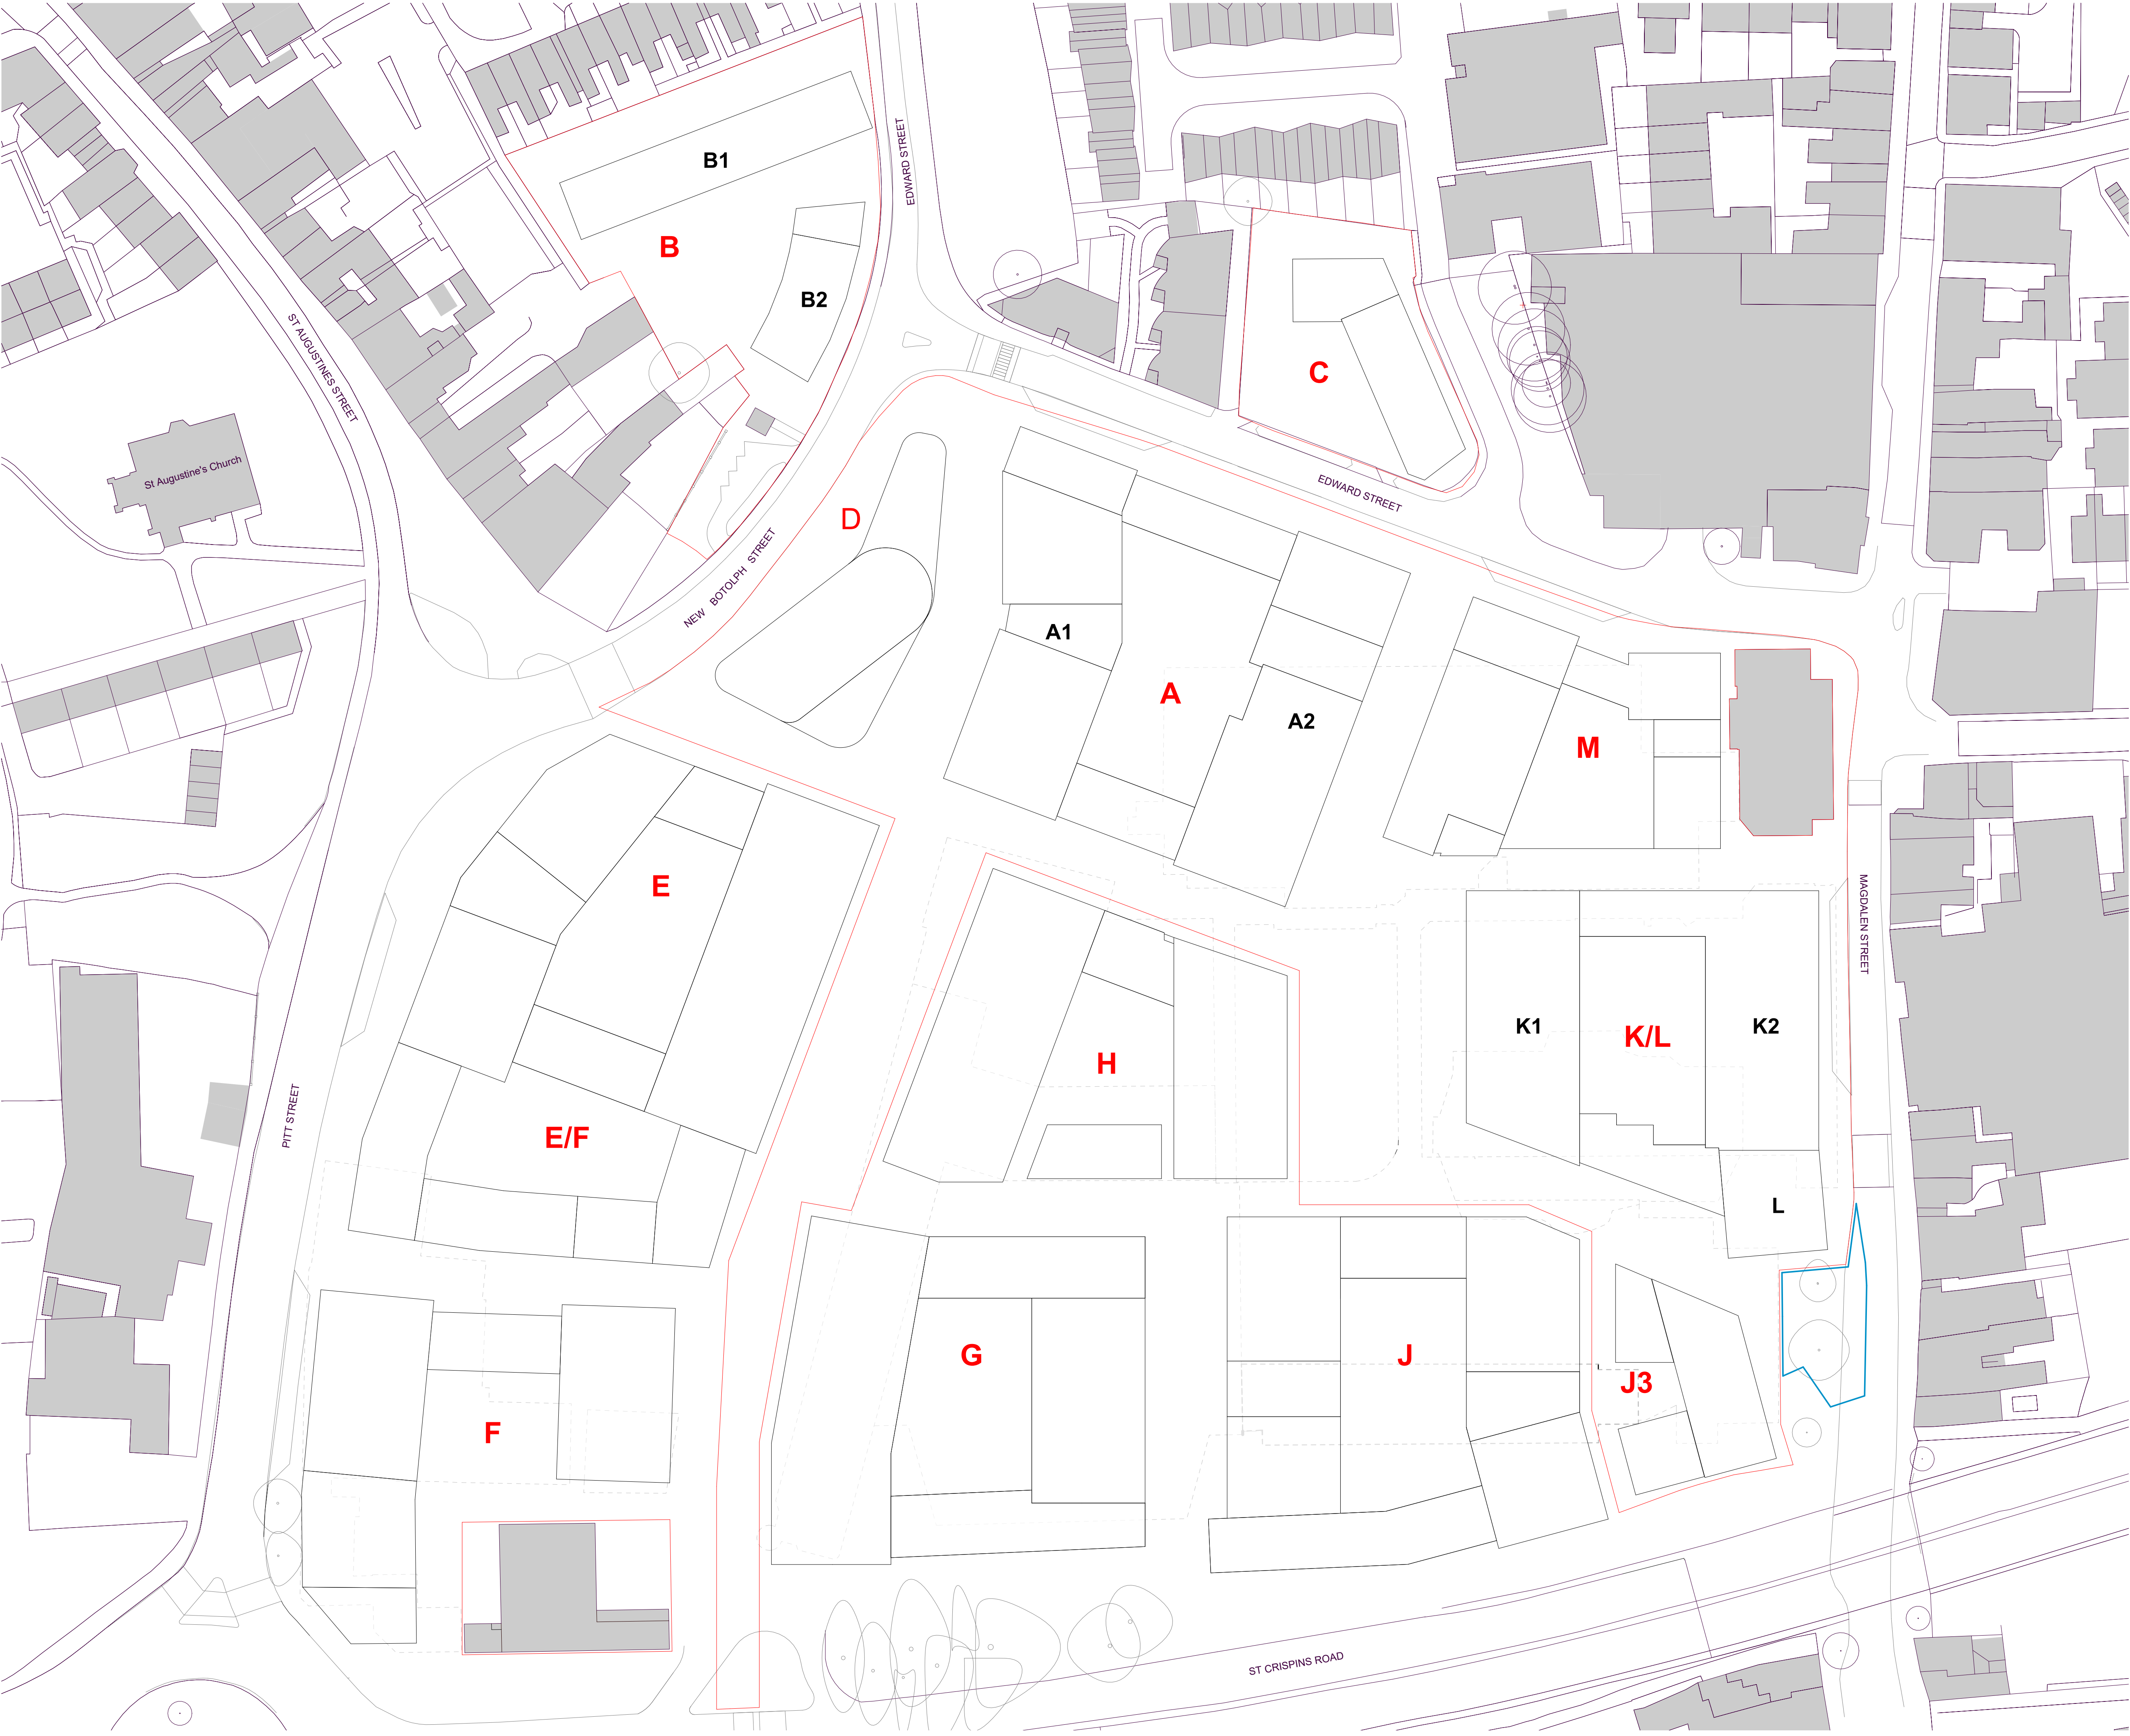 B1
EDWARD STREET
B
B2
ST AUGUSTINES STREET
C
St Augustine's Church
EDWARD STREET
D
NEW BOTOLPH STREET
A1
A
A2
M
E
MAGDALEN STREET
K1
K/L
K2
H
PITT STREET
E/F
L
G
J
J3
F
ST CRISPINS ROAD